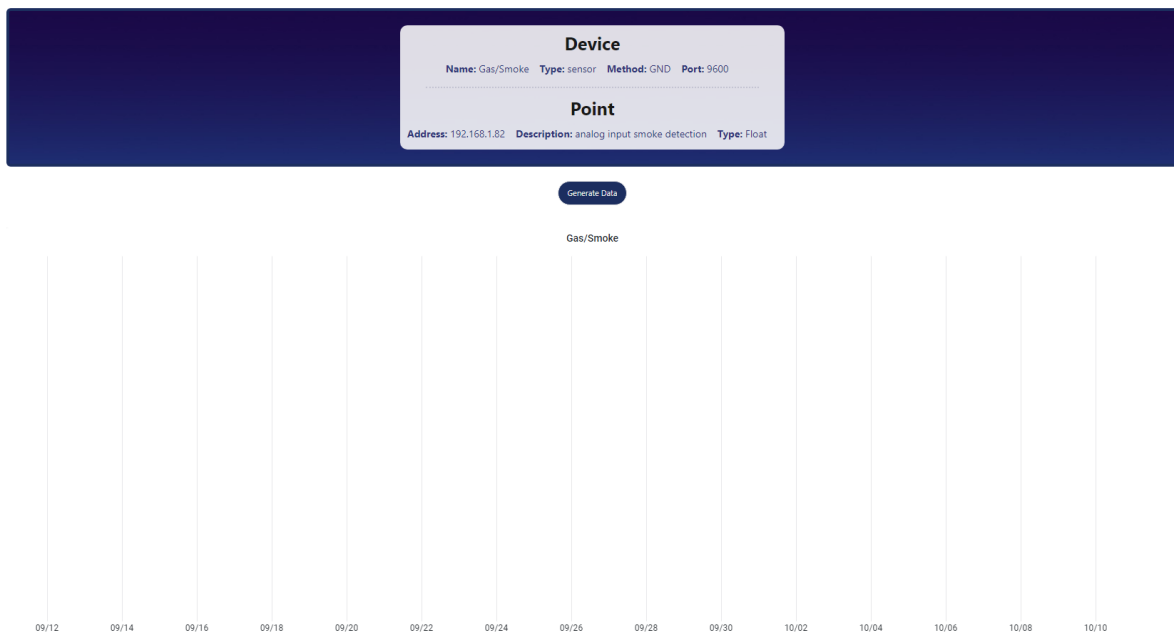 Device
Name: Gas/Smoke Type: sensor Method: GND Port: 9600
Point
Address: 192.168.1.82 Description: analog input smoke detection Type: Float
Generate Data
Gas/Smoke
09/12 09/14 09/16 09/18 09/20 09/22 09/24 09/26 09/28 09/30 10/02 10/04 10/06 10/08 10/10